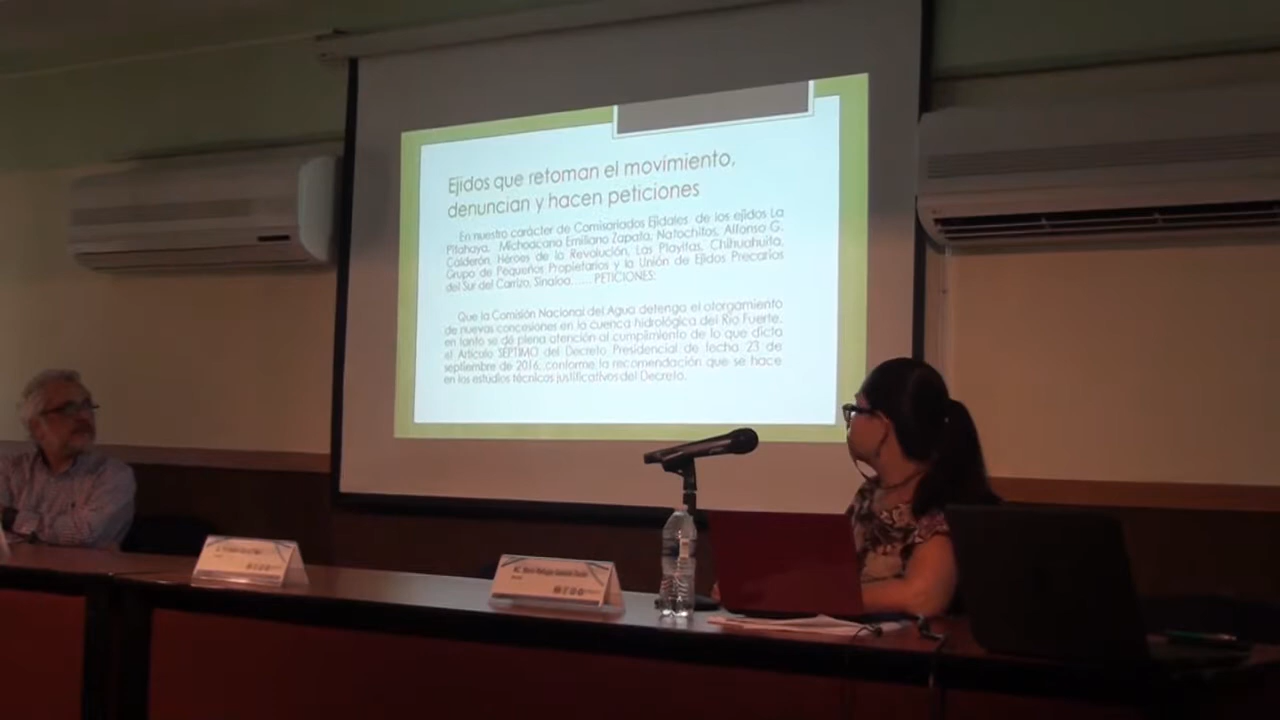 Ejidos que retoman el movimiento,
denuncian y hacen peticiones
En nuestro carácter de Comisariados Ejidales de los ejidos La
Pitahaya, Michoacana Emiliano Zapata, Natochitos, Alfonso G.
Calderón, Héroes de la Revolución, Las Playitas, Chihuahuita,
Grupo de Pequeños Propietarios y la Unión de Ejidos Precarios
del Sur del Carrizo, Sinaloa...... PETICIONES:
Que la Comisión Nacional del Agua detenga el otorgamiento
de nuevas concesiones en la cuenca hidrológica del Río Fuerte,
en tanto se dé plena atención al cumplimiento de lo que dicta
el Artículo SÉPTIMO del Decreto Presidencial de fecha 23 de
septiembre de 2016, conforme la recomendación que se hace
en los estudios técnicos justificativos del Decreto.